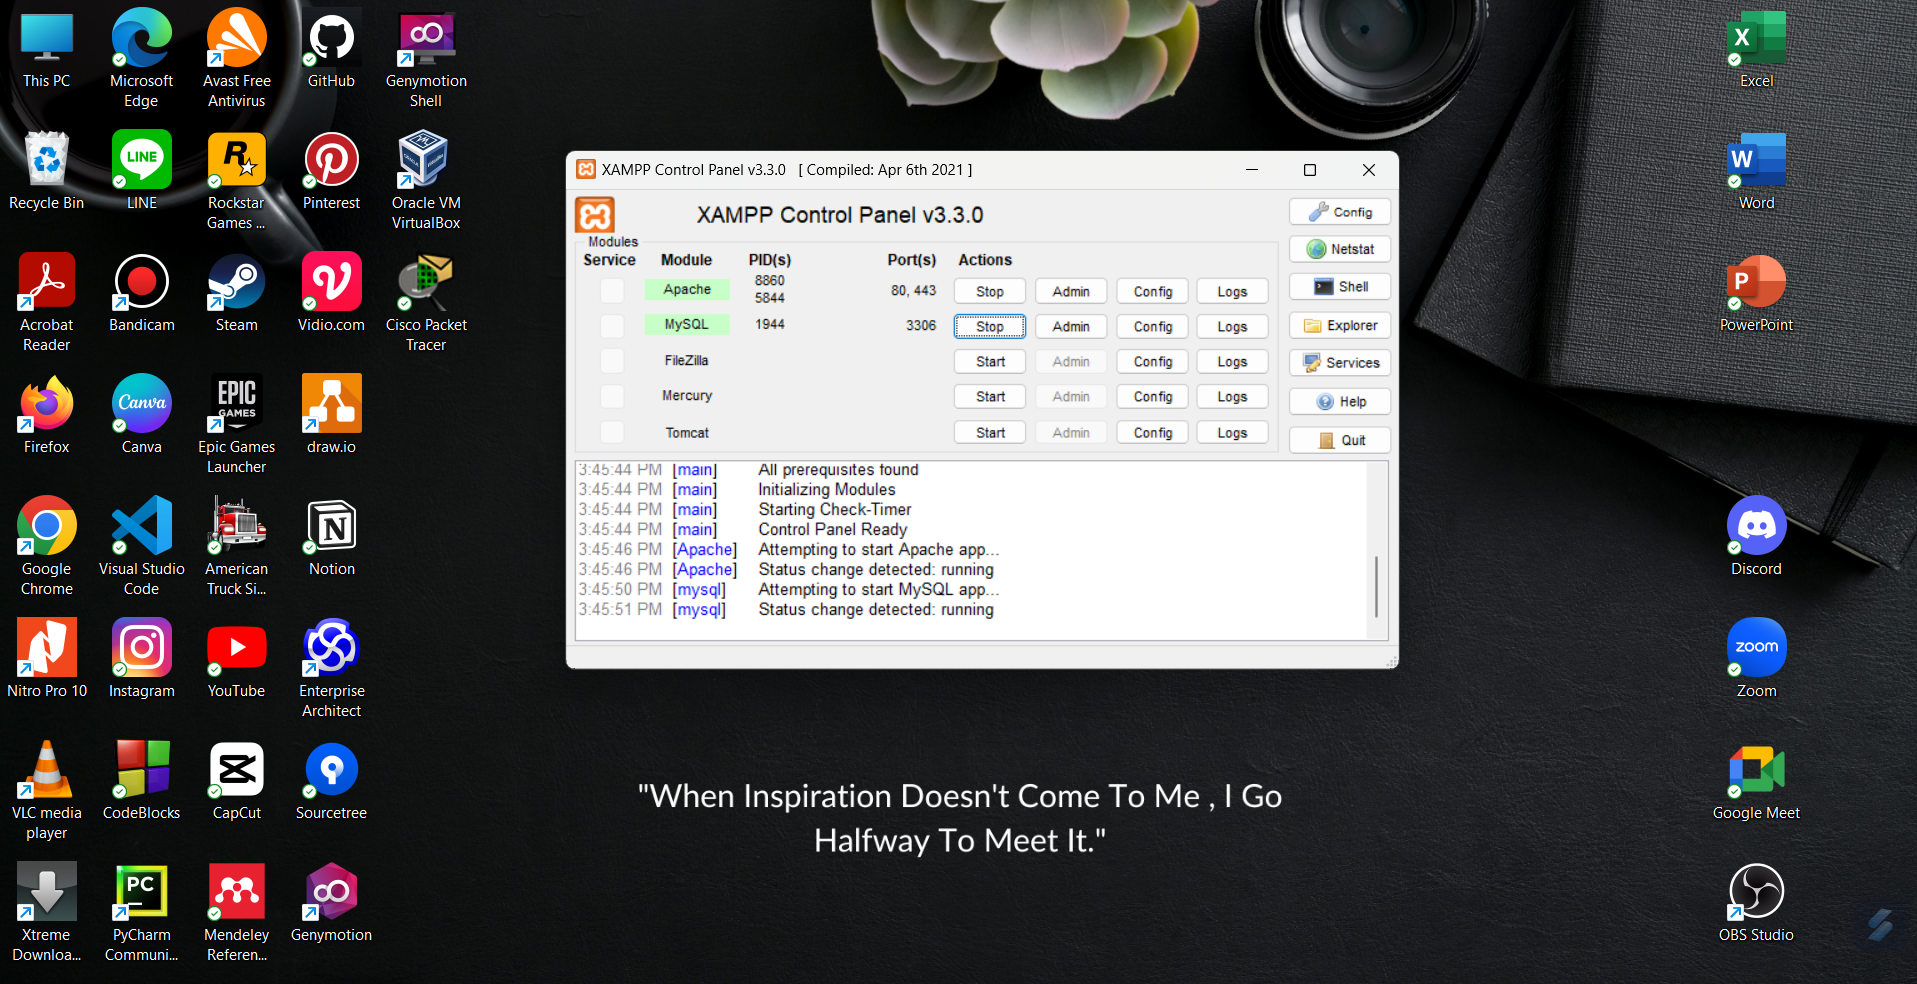 This PC
Microsoft
Edge
Avast Free
Antivirus
GitHub
Genymotion
Shell
Recycle Bin
LINE
LINE
R
Rockstar
Games ...
Pinterest
Oracle VM
VirtualBox
Acrobat
Reader
Bandicam
Steam
Vidio.com
Cisco Packet
Tracer
Firefox
Canva
Canva
EPIC
GAMES
Epic Games
Launcher
draw.io
Google
Chrome
Visual Studio
Code
American
Truck Si...
N
Notion
Nitro Pro 10
Instagram
YouTube
Enterprise
Architect
VLC media
player
CodeBlocks
CapCut
Sourcetree
Xtreme
Downloa...
PC
PyCharm
Communi...
Mendeley
Referen...
Genymotion
XAMPP Control Panel v3.3.0 [ Compiled: Apr 6th 2021 ]
XAMPP Control Panel v3.3.0
Config
Netstat
Shell
Explorer
Services
Help
Quit
Modules
Service Module PID(s) Port(s) Actions
Apache 8860 5844 80, 443 Stop Admin Config Logs
MySQL 1944 3306 Stop Admin Config Logs
FileZilla Start Admin Config Logs
Mercury Start Admin Config Logs
Tomcat Start Admin Config Logs
3:45:44 PM [main] All prerequisites found
3:45:44 PM [main] Initializing Modules
3:45:44 PM [main] Starting Check-Timer
3:45:44 PM [main] Control Panel Ready
3:45:46 PM [Apache] Attempting to start Apache app...
3:45:46 PM [Apache] Status change detected: running
3:45:50 PM [mysql] Attempting to start MySQL app...
3:45:51 PM [mysql] Status change detected: running
"When Inspiration Doesn't Come To Me , I Go
Halfway To Meet It."
X
Excel
W
Word
P
PowerPoint
Discord
zoom
Zoom
Google Meet
OBS Studio